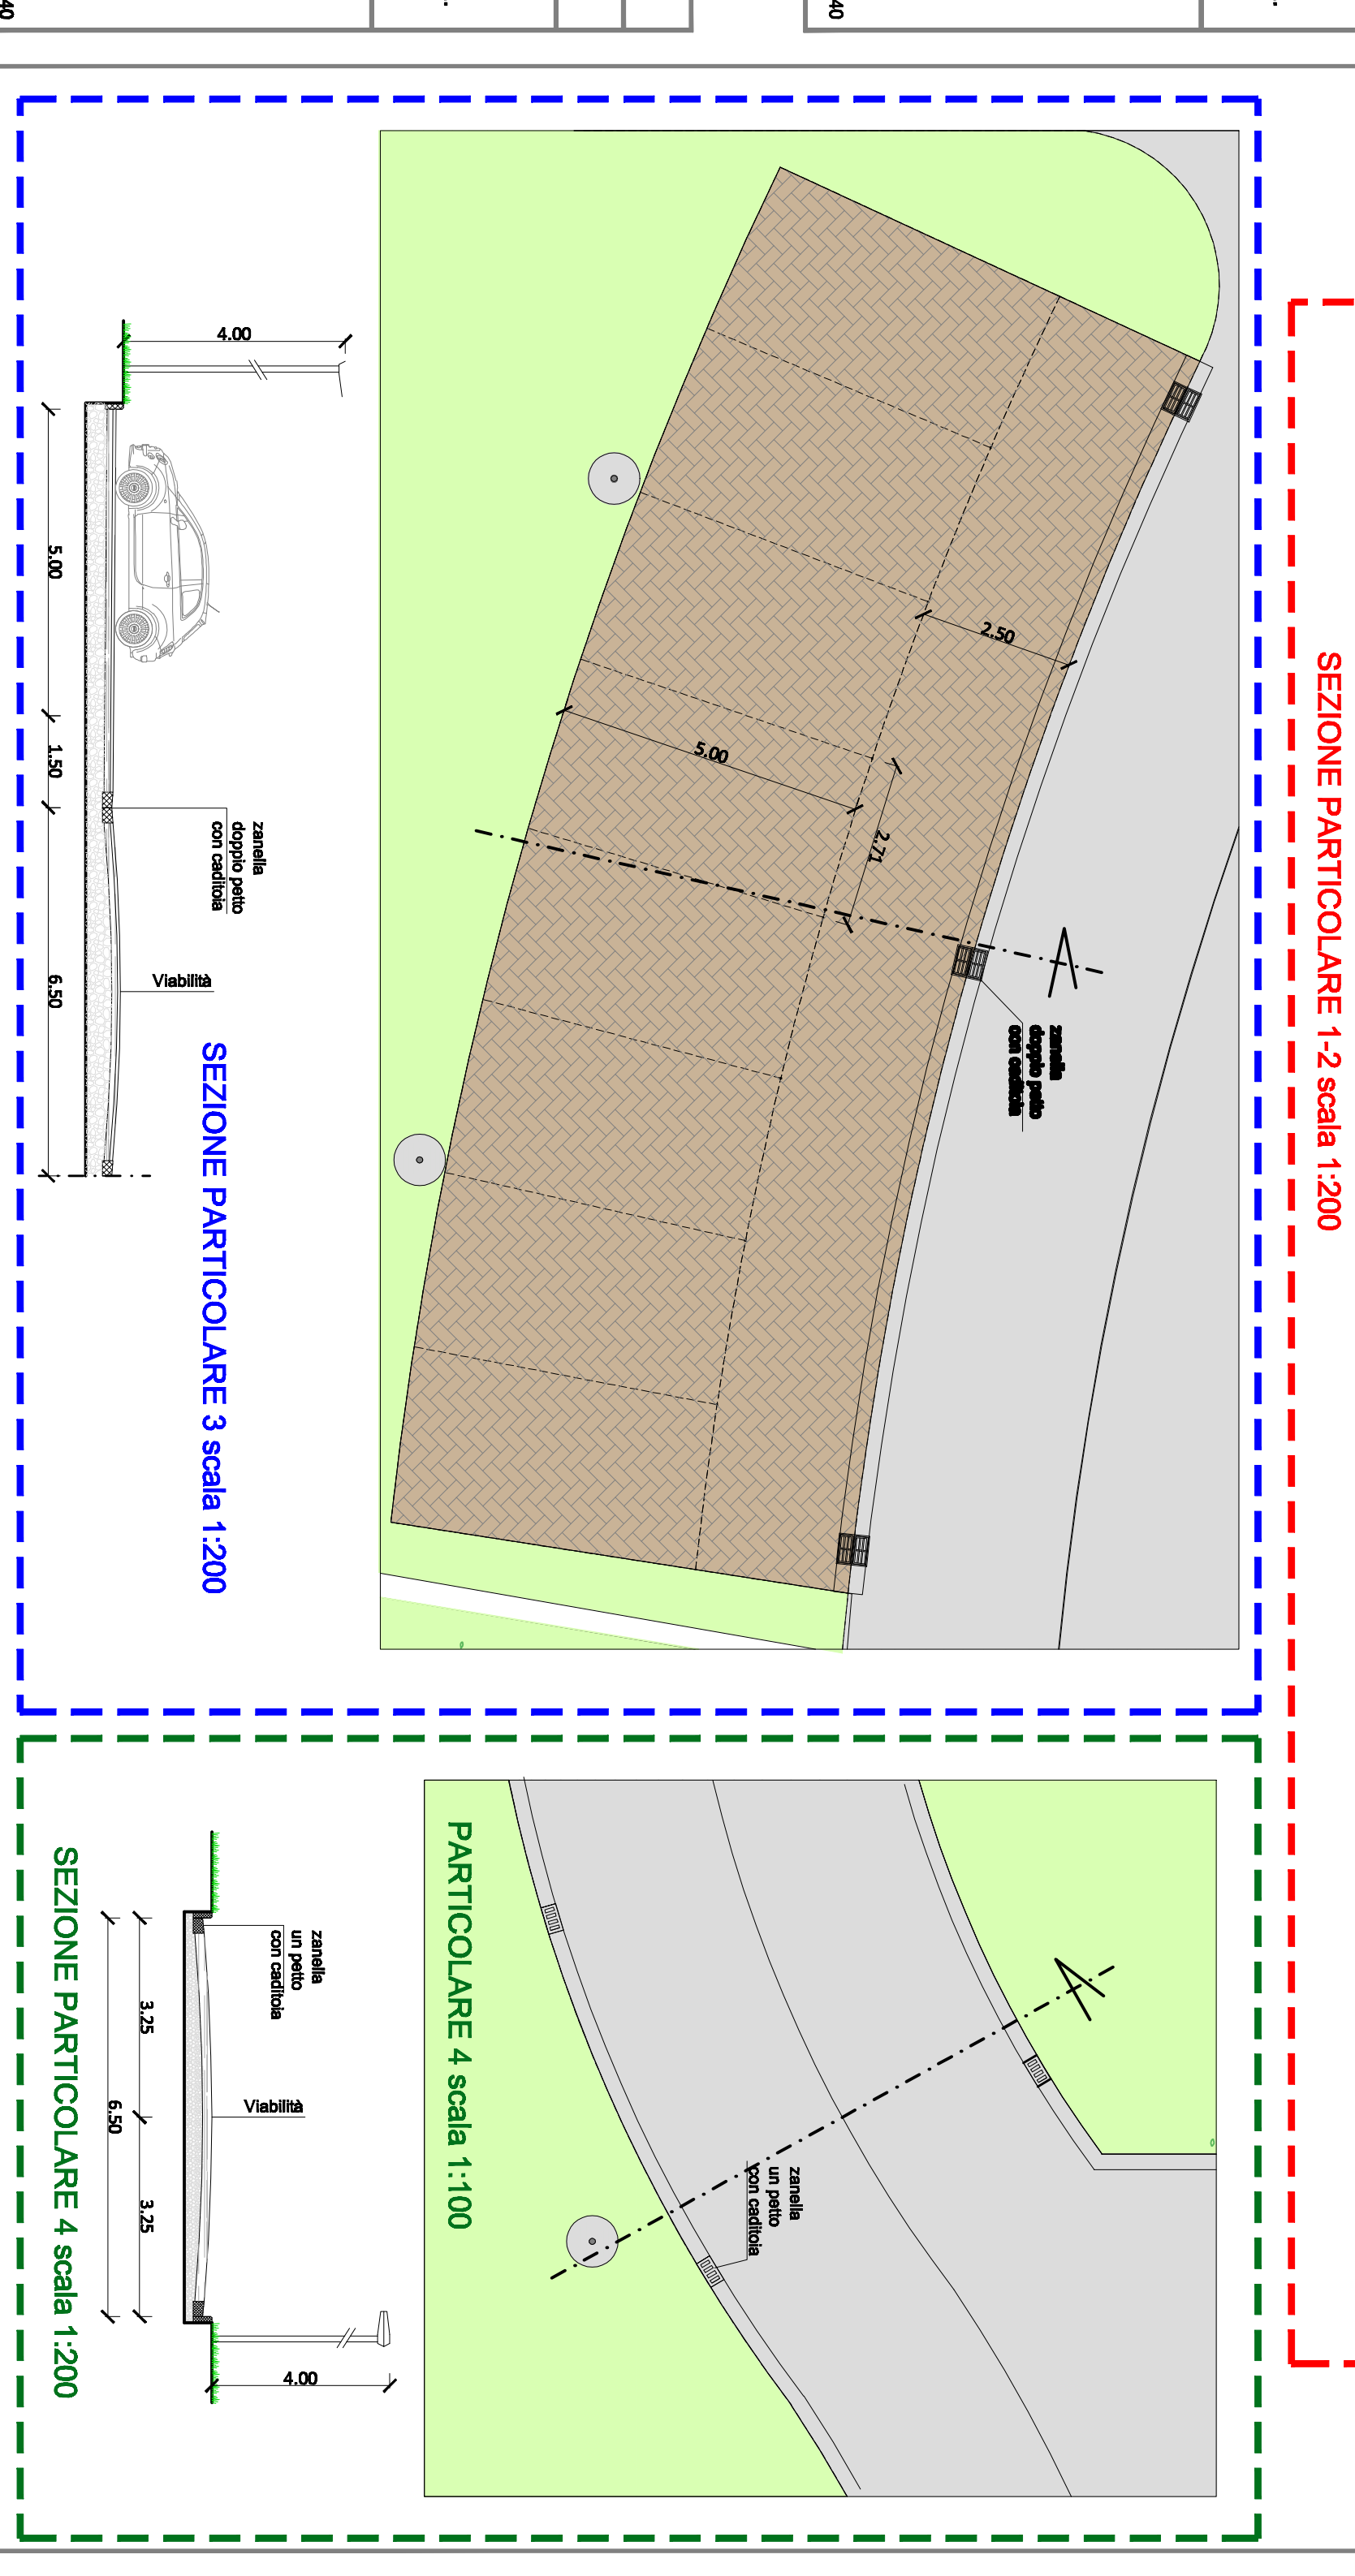 40
40
SEZIONE PARTICOLARE 1-2 scala 1:200
2.50
5.00
2.71
zanella
doppio petto
con caditoia
4.00
5.00
1.50
6.50
zanella
doppio petto
con caditoia
Viabilità
SEZIONE PARTICOLARE 3 scala 1:200
PARTICOLARE 4 scala 1:100
zanella
un petto
con caditoia
zanella
un petto
con caditoia
Viabilità
3.25
3.25
6.50
4.00
SEZIONE PARTICOLARE 4 scala 1:200